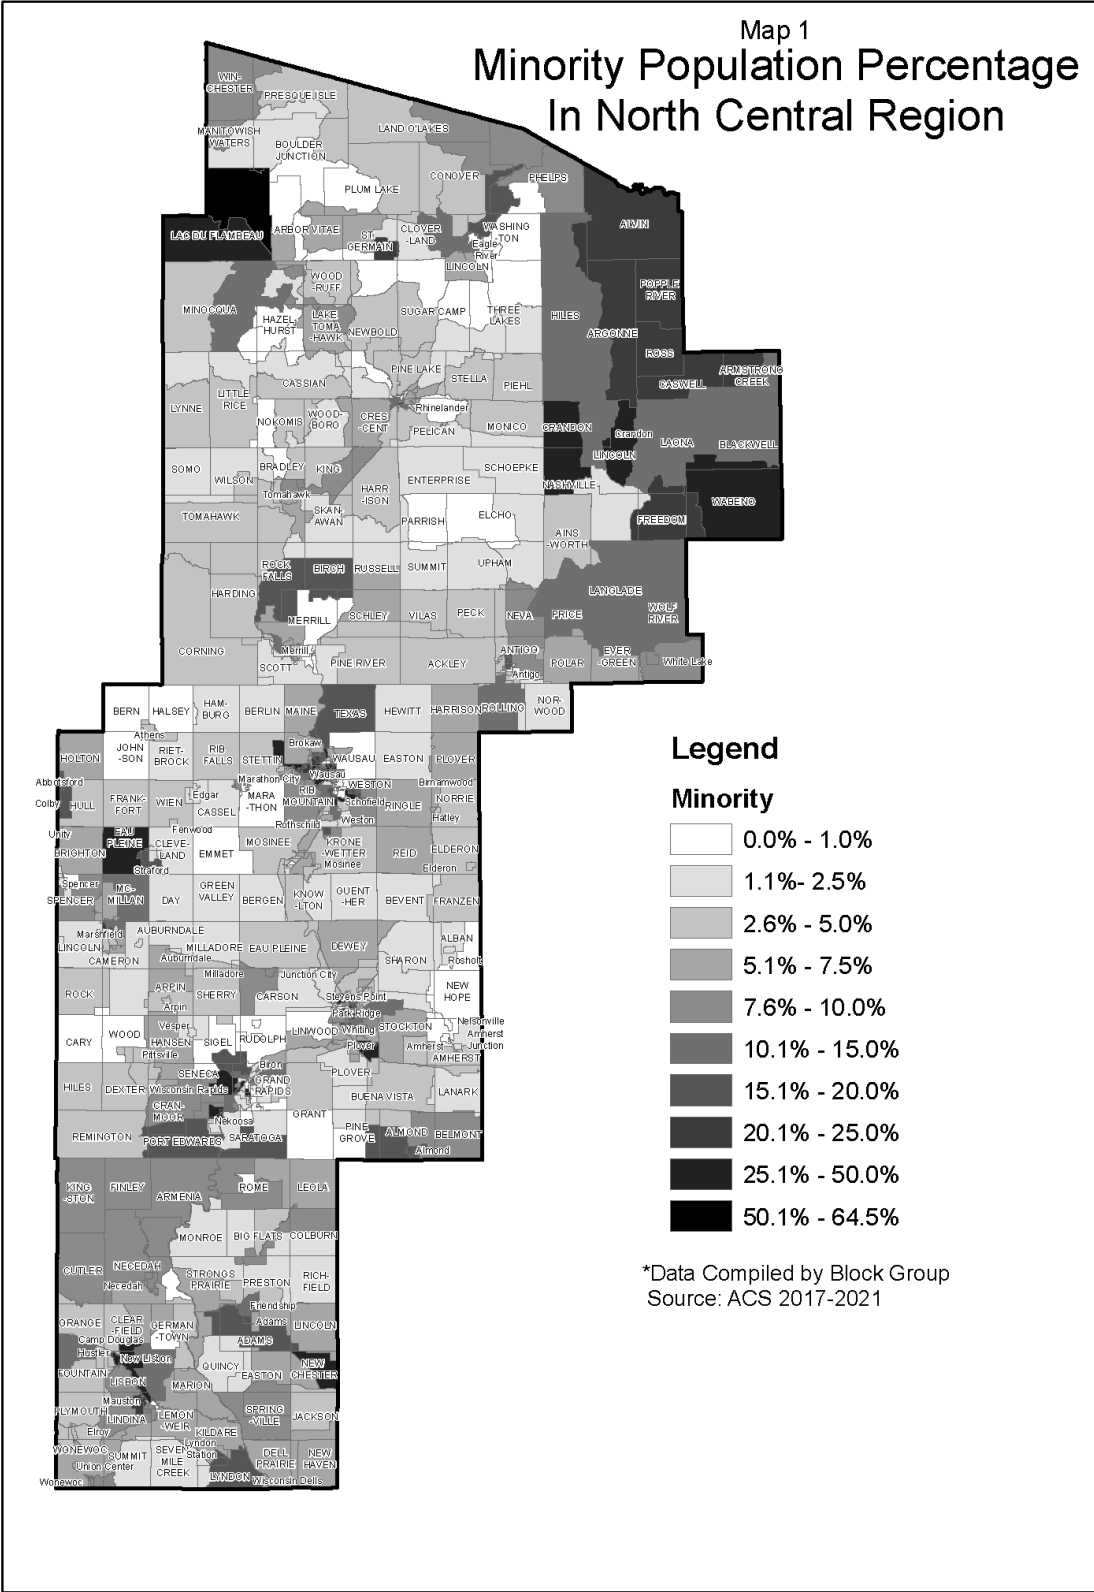 Map 1
Minority Population Percentage
In North Central Region
WIN-
CHESTER
PRESQUE ISLE
LAND O'LAKES
MANITOWISH
WATERS
BOULDER
JUNCTION
CONOVER
PHELPS
PLUM LAKE
LAC DU FLAMBEAU
ARBOR VITAE
ST.
GERMAIN
CLOVER
-LAND
WASHING
-TON
Eagle
River
LINCOLN
ALVIN
WOOD
-RUFF
POPPLE
RIVER
MINOCQUA
HAZEL-
HURST
LAKE
TOMA
-HAWK
NEWBOLD
SUGAR CAMP
THREE
LAKES
HILES
ARGONNE
ROSS
PINE LAKE
STELLA
PIEHL
CASWELL
ARMSTRONG
CREEK
CASSIAN
LITTLE
RICE
LYNNE
NOKOMIS
WOOD-
BORO
CRES
-CENT
Rhinelander
PELICAN
MONICO
CRANDON
Crandon
LAONA
BLACKWELL
LINCOLN
SOMO
WILSON
BRADLEY
KING
Tomahawk
HARR
-ISON
ENTERPRISE
SCHOEPKE
NASHVILLE
WABENO
TOMAHAWK
SKAN-
AWAN
PARRISH
ELCHO
AINS
-WORTH
FREEDOM
ROCK
FALLS
BIRCH
RUSSELL
SUMMIT
UPHAM
HARDING
LANGLADE
MERRILL
SCHLEY
VILAS
PECK
NEVA
PRICE
WOLF
RIVER
CORNING
Merrill
SCOTT
PINE RIVER
ACKLEY
ANTIGO
Antigo
POLAR
EVER
-GREEN
White Lake
BERN
HALSEY
HAM-
BURG
BERLIN
MAINE
TEXAS
HEWITT
HARRISON
ROLLING
NOR-
WOOD
Athens
HOLTON
JOHN
-SON
RIET-
BROCK
RIB
FALLS
STETTIN
Brokaw
WAUSAU
Wausau
EASTON
PLOVER
Abbotsford
Colby
HULL
FRANK-
FORT
WIEN
Edgar
CASSEL
Marathon City
MARA
-THON
RIB
MOUNTAIN
WESTON
Schofield
RINGLE
Birnamwood
NORRIE
Hatley
Unity
BRIGHTON
EAU
PLEINE
Fenwood
CLEVE-
LAND
Straford
EMMET
MOSINEE
Rothschild
Weston
KRONE
-WETTER
Mosinee
REID
ELDERON
Elderon
Spencer
SPENCER
MC-
MILLAN
DAY
GREEN
VALLEY
BERGEN
KNOW
-LTON
GUENT
-HER
BEVENT
FRANZEN
Marshfield
LINCOLN
CAMERON
AUBURNDALE
Auburndale
MILLADORE
Milladore
EAU PLEINE
DEWEY
SHARON
ALBAN
Rosholt
ROCK
ARPIN
Arpin
SHERRY
CARSON
Junction City
Stevens Point
Park Ridge
NEW
HOPE
CARY
WOOD
Vesper
HANSEN
Pittsville
SIGEL
RUDOLPH
LINWOOD
Whiting
Plover
STOCKTON
Nelsonville
Amherst
Amherst
Junction
AMHERST
HILES
DEXTER
SENECA
Wisconsin Rapids
Biron
GRAND
RAPIDS
PLOVER
BUENA VISTA
LANARK
CRAN-
MOOR
Nekoosa
REMINGTON
PORT EDWARDS
SARATOGA
GRANT
PINE
GROVE
ALMOND
Almond
BELMONT
KING-
-STON
FINLEY
ARMENIA
ROME
LEOLA
MONROE
BIG FLATS
COLBURN
CUTLER
NECEDAH
Necedah
STRONGS
PRAIRIE
PRESTON
RICH-
FIELD
ORANGE
CLEAR
-FIELD
Camp Douglas
Hustler
GERMAN
-TOWN
Friendship
Adams
ADAMS
LINCOLN
New Lisbon
FOUNTAIN
LISBON
QUINCY
EASTON
NEW
CHESTER
MARION
PLYMOUTH
Mauston
LINDINA
Elroy
LEMON
-WEIR
KILDARE
SPRING
-VILLE
JACKSON
WONEWOC
Union Center
Wonewoc
SUMMIT
SEVEN
MILE
CREEK
Lyndon
Station
LYNDON
DELL
PRAIRIE
NEW
HAVEN
Wisconsin Dells
Legend
Minority
0.0% - 1.0%
1.1%- 2.5%
2.6% - 5.0%
5.1% - 7.5%
7.6% - 10.0%
10.1% - 15.0%
15.1% - 20.0%
20.1% - 25.0%
25.1% - 50.0%
50.1% - 64.5%
*Data Compiled by Block Group
Source: ACS 2017-2021